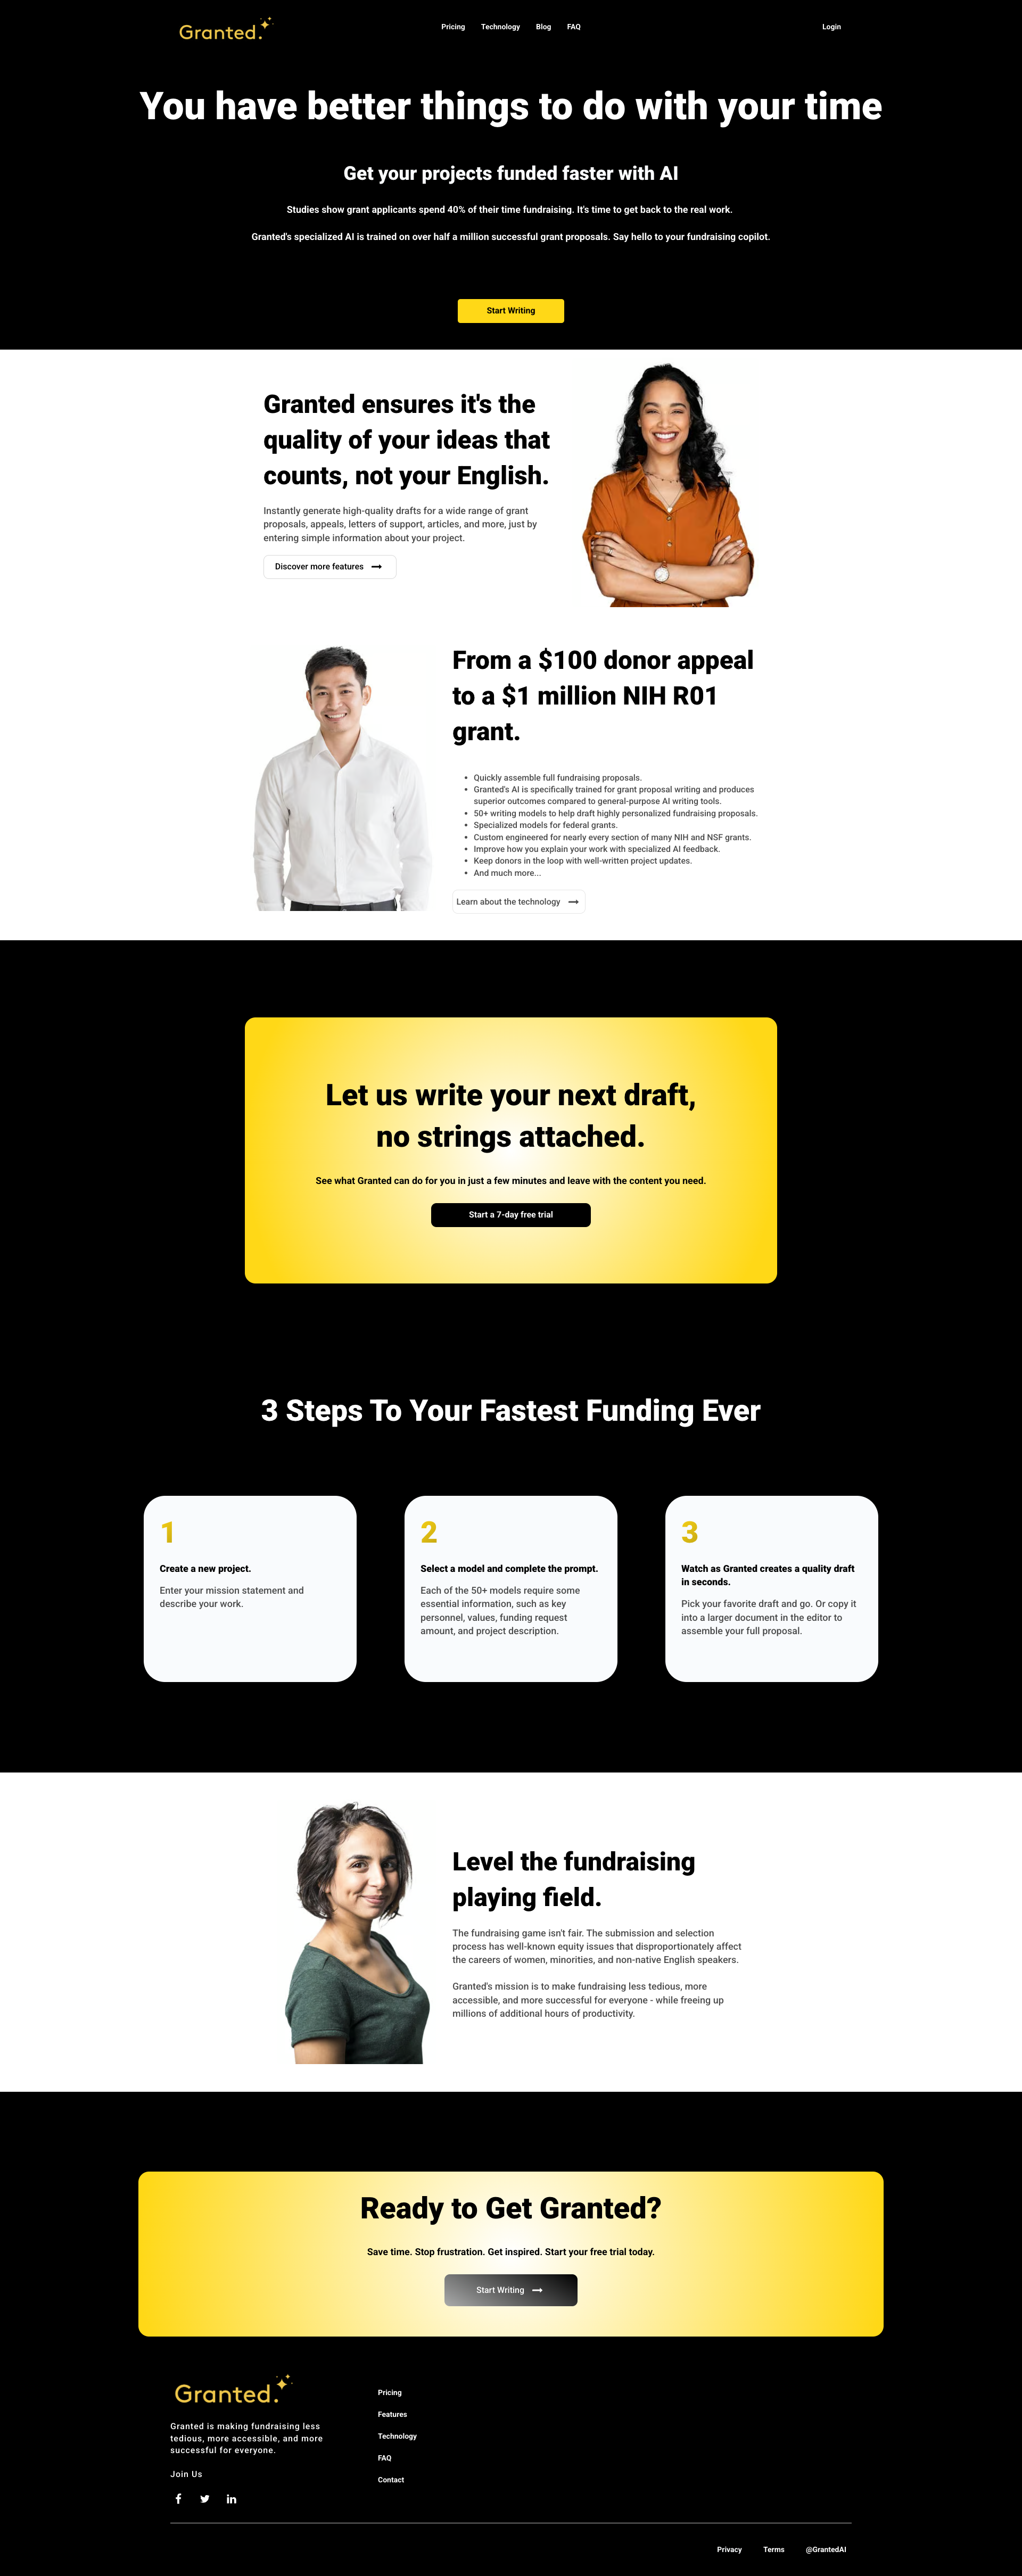 Granted.
Pricing
Technology
Blog
FAQ
Login
You have better things to do with your time
Get your projects funded faster with AI
Studies show grant applicants spend 40% of their time fundraising. It's time to get back to the real work.
Granted's specialized AI is trained on over half a million successful grant proposals. Say hello to your fundraising copilot.
Start Writing
Granted ensures it's the
quality of your ideas that
counts, not your English.
Instantly generate high-quality drafts for a wide range of grant
proposals, appeals, letters of support, articles, and more, just by
entering simple information about your project.
Discover more features
From a $100 donor appeal
to a $1 million NIH R01
grant.
Quickly assemble full fundraising proposals.
Granted's AI is specifically trained for grant proposal writing and produces
superior outcomes compared to general-purpose AI writing tools.
50+ writing models to help draft highly personalized fundraising proposals.
Specialized models for federal grants.
Custom engineered for nearly every section of many NIH and NSF grants.
Improve how you explain your work with specialized AI feedback.
Keep donors in the loop with well-written project updates.
And much more...
Learn about the technology
Let us write your next draft,
no strings attached.
See what Granted can do for you in just a few minutes and leave with the content you need.
Start a 7-day free trial
3 Steps To Your Fastest Funding Ever
1
Create a new project.
Enter your mission statement and
describe your work.
2
Select a model and complete the prompt.
Each of the 50+ models require some
essential information, such as key
personnel, values, funding request
amount, and project description.
3
Watch as Granted creates a quality draft
in seconds.
Pick your favorite draft and go. Or copy it
into a larger document in the editor to
assemble your full proposal.
Level the fundraising
playing field.
The fundraising game isn't fair. The submission and selection
process has well-known equity issues that disproportionately affect
the careers of women, minorities, and non-native English speakers.
Granted's mission is to make fundraising less tedious, more
accessible, and more successful for everyone - while freeing up
millions of additional hours of productivity.
Ready to Get Granted?
Save time. Stop frustration. Get inspired. Start your free trial today.
Start Writing
Granted.
Granted is making fundraising less
tedious, more accessible, and more
successful for everyone.
Join Us
Pricing
Features
Technology
FAQ
Contact
Privacy
Terms
@GrantedAI